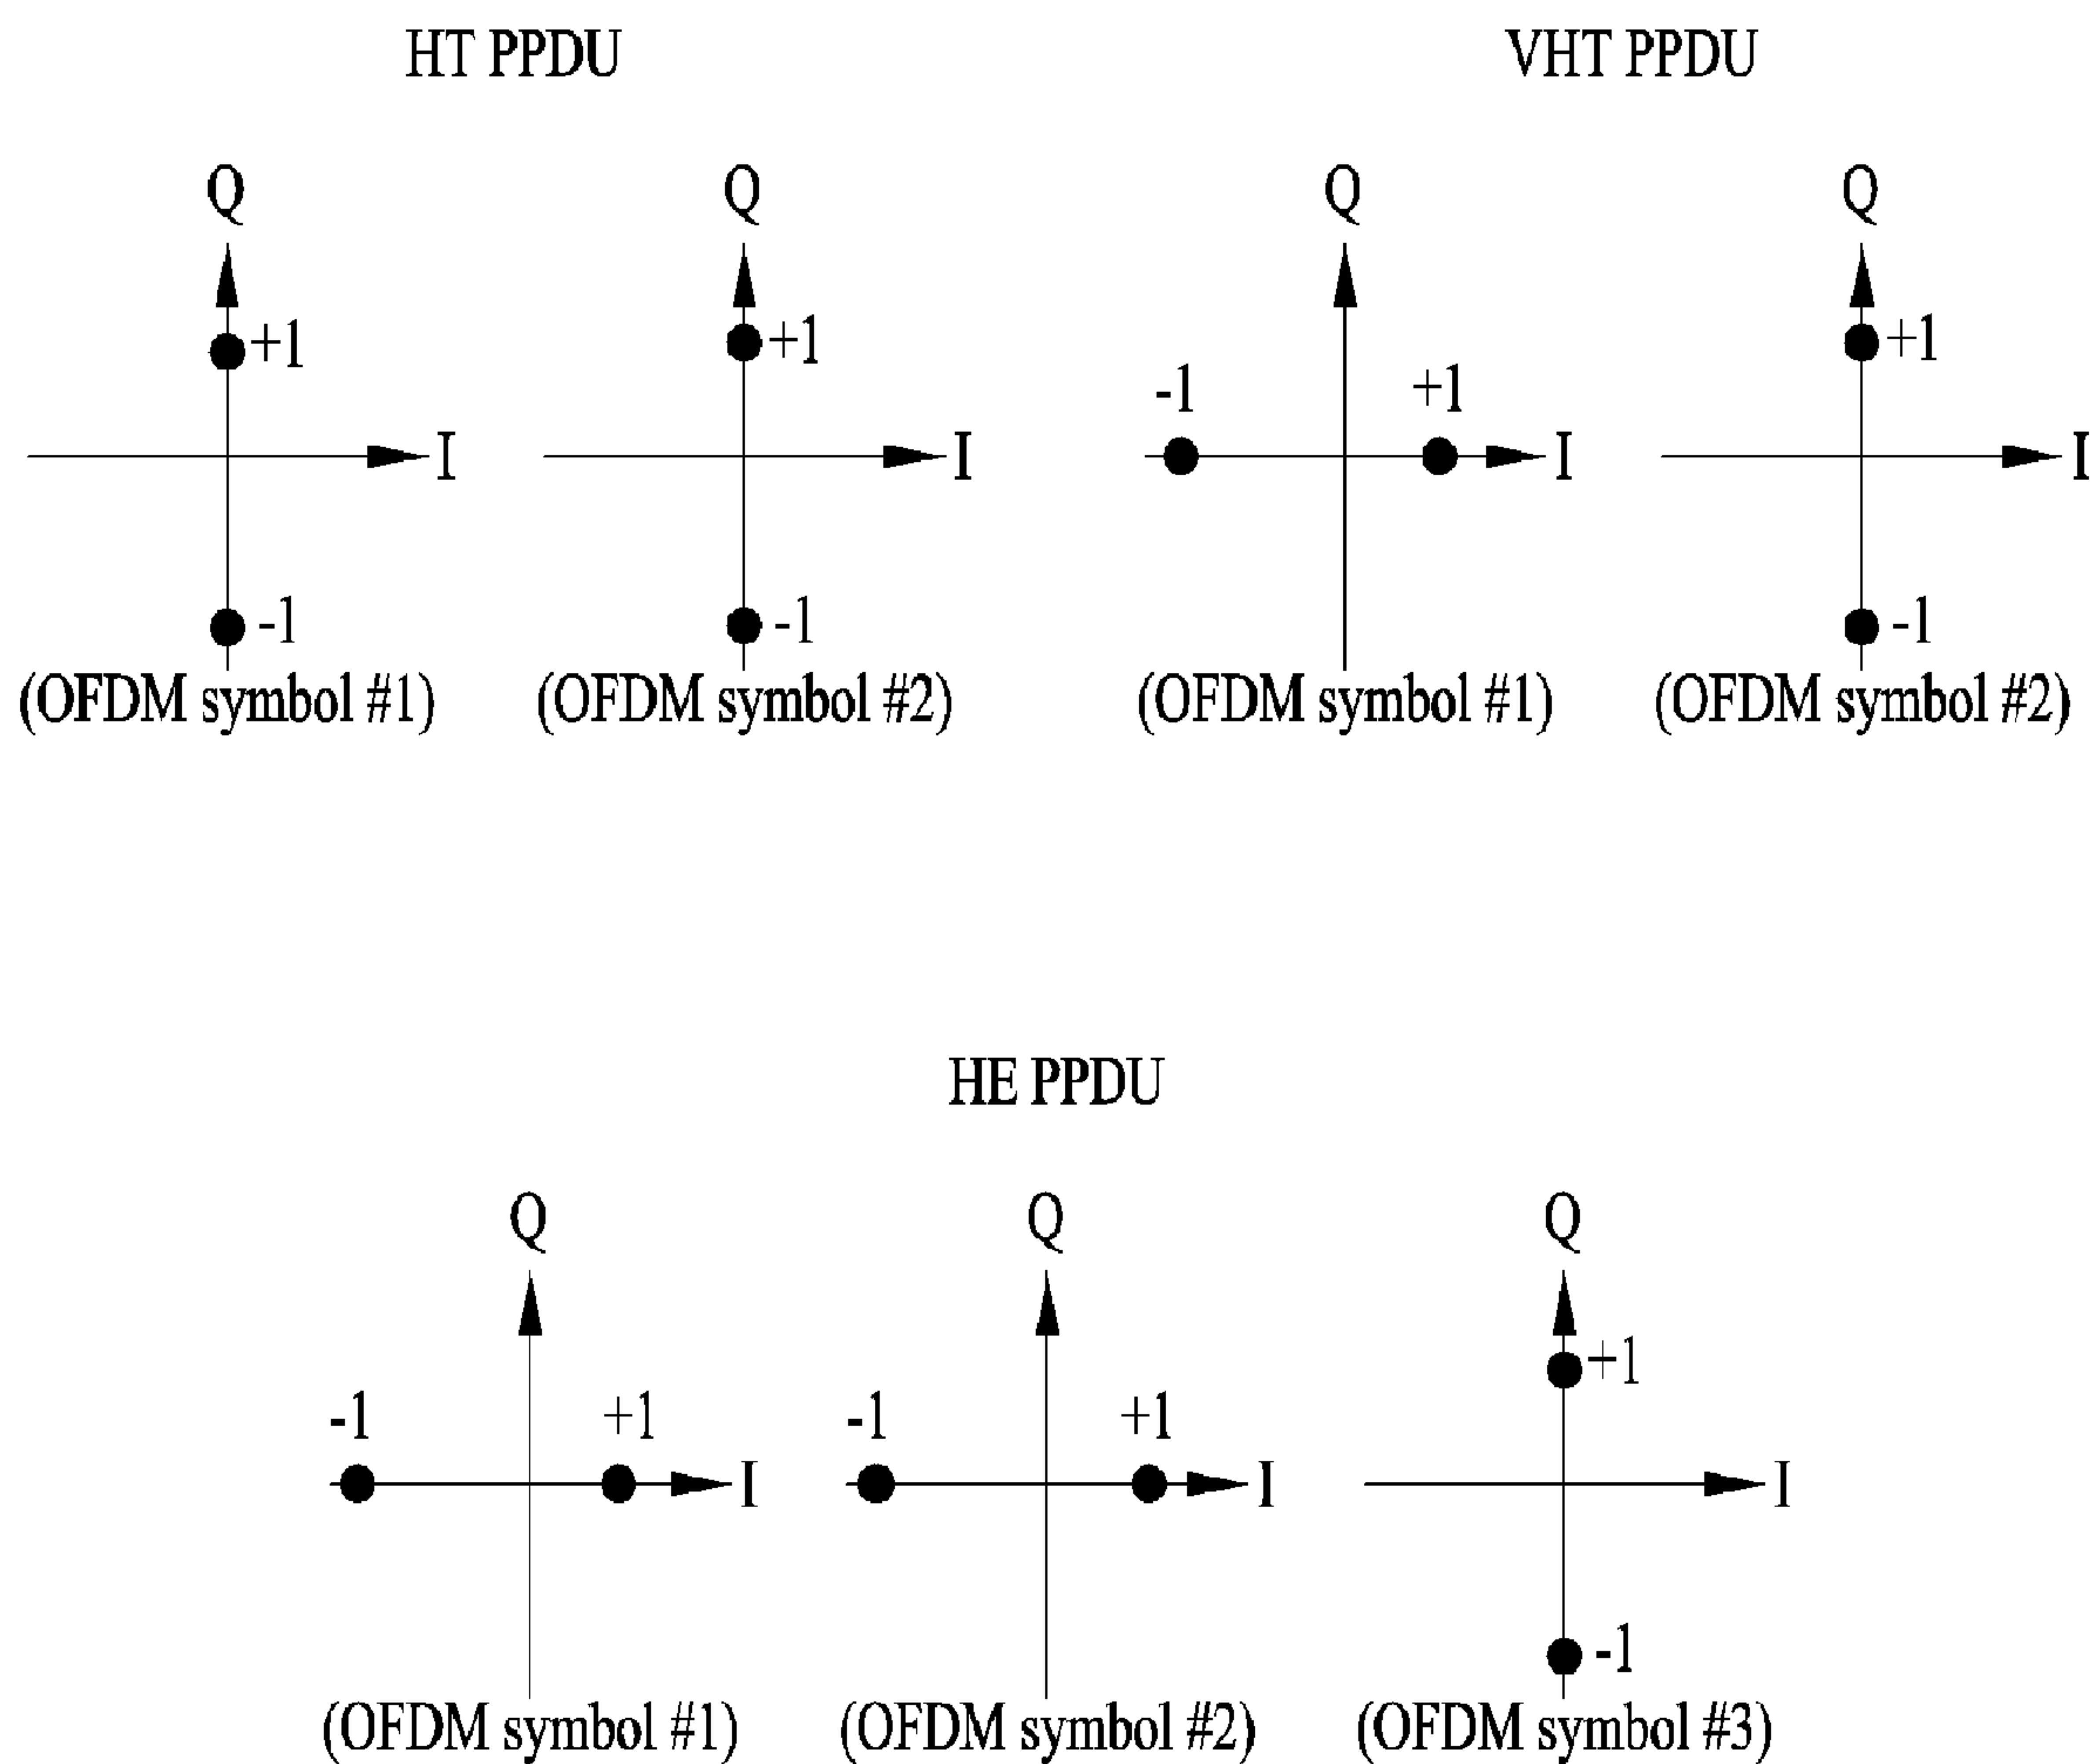 HT PPDU
VHT PPDU
Q
Q
Q
Q
+1
+1
-1
+1
+1
I
I
I
I
-1
-1
-1
(OFDM symbol #1)
(OFDM symbol #2)
(OFDM symbol #1)
(OFDM symbol #2)
HE PPDU
Q
Q
Q
-1
+1
-1
+1
+1
I
I
I
-1
(OFDM symbol #1)
(OFDM symbol #2)
(OFDM symbol #3)